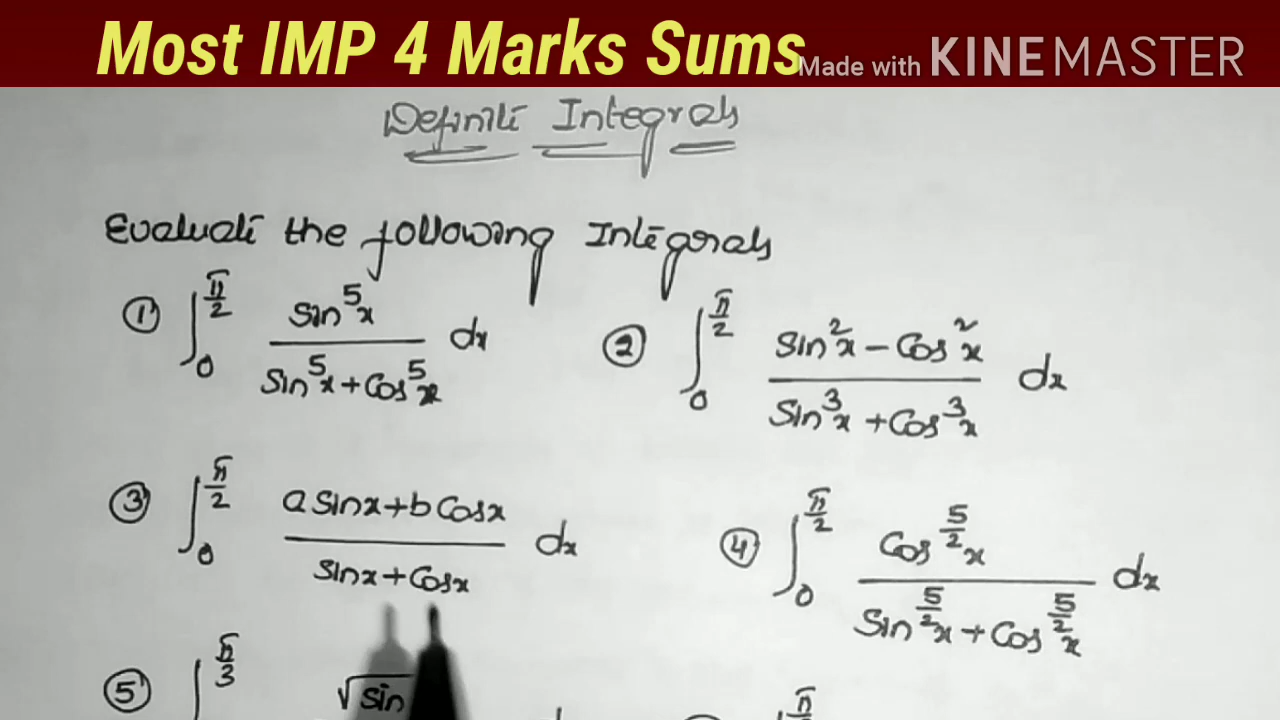 Most IMP 4 Marks Sums
Made with KINEMASTER
Definite Integrals
Evaluate the following Integrals
① ∫₀^(π/2) sin⁵x / (sin⁵x + cos⁵x) dx
② ∫₀^(π/2) (sin²x − cos²x) / (sin³x + cos³x) dx
③ ∫₀^(π/2) (a sinx + b cosx) / (sinx + cosx) dx
④ ∫₀^(π/2) cos^(5/2)x / (sin^(5/2)x + cos^(5/2)x) dx
⑤ ∫ π/3 √sin